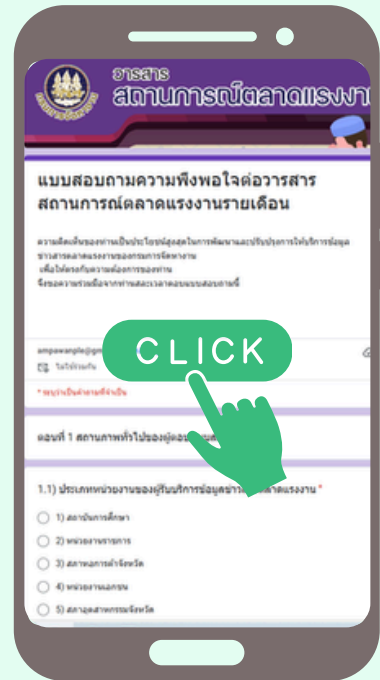 วารสาร
สถานการณ์ตลาดแรงงา
แบบสอบถามความพึงพอใจต่อวารสาร
สถานการณ์ตลาดแรงงานรายเดือน
ความคิดเห็นของท่านเป็นประโยชน์สูงสุดในการพัฒนาและปรับปรุงการให้บริการข้อมูล
ข่าวสารตลาดแรงงานของกรมการจัดหางาน
เพื่อให้ตรงกับความต้องการของท่าน
จึงขอความร่วมมือจากท่านสละเวลาตอบแบบสอบถามนี้
CLICK
ampawanple@gm
ไม่ใช่ร่วมกัน
* ระบุว่าเป็นคำถามที่จำเป็น
ตอนที่ 1 สถานภาพทั่วไปของผู้ตอบ
1.1) ประเภทหน่วยงานของผู้รับบริการข้อมูลข่าว ตลาดแรงงาน *
1) สถาบันการศึกษา
2) หน่วยงานราชการ
3) สภาหอการค้าจังหวัด
4) หน่วยงานเอกชน
5) สภาอุตสาหกรรมจังหวัด